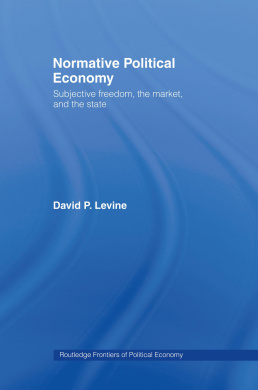 Normative Political
Economy
Subjective freedom, the market,
and the state
David P. Levine
Routledge Frontiers of Political Economy